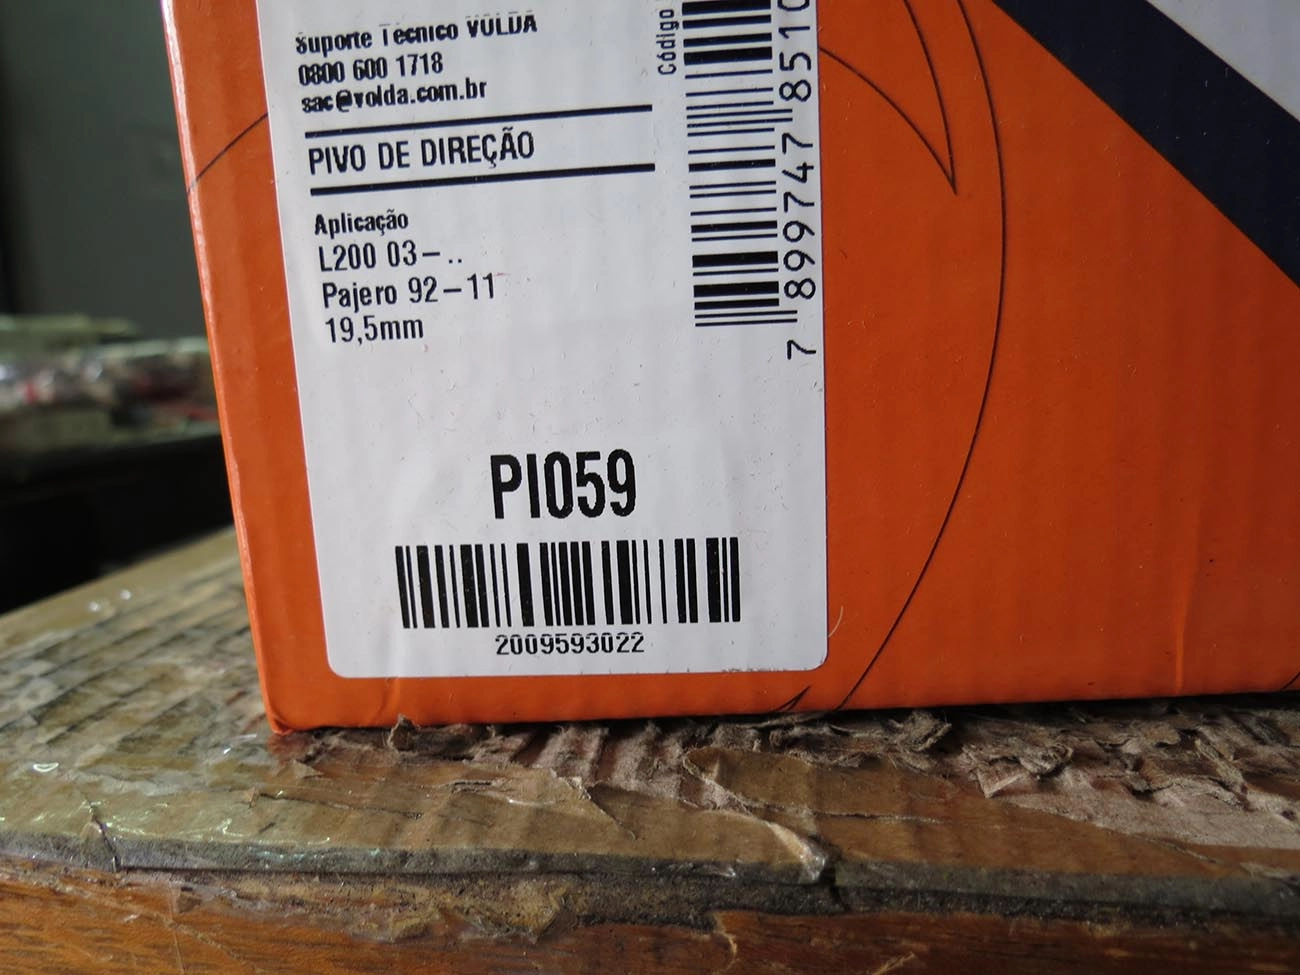 Suporte Técnico VOLDA
0800 600 1718
sac@volda.com.br
PIVO DE DIREÇÃO
Aplicação
L200 03-..
Pajero 92-11
19,5mm
Código
7 899747 8510
PI059
2009593022